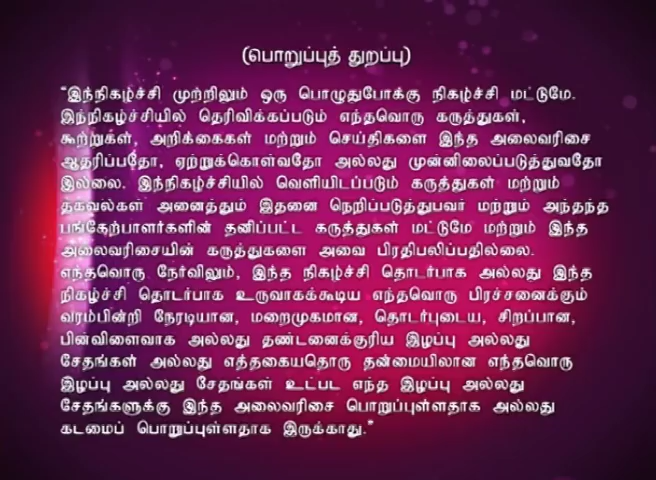 (பொறுப்புத் துறப்பு)
"இந்நிகழ்ச்சி முற்றிலும் ஒரு பொழுதுபோக்கு நிகழ்ச்சி மட்டுமே.
இந்நிகழ்ச்சியில் தெரிவிக்கப்படும் எந்தவொரு கருத்துகள்,
கூற்றுகள், அறிக்கைகள் மற்றும் செய்திகளை இந்த அலைவரிசை
ஆதரிப்பதோ, ஏற்றுக்கொள்வதோ அல்லது முன்னிலைப்படுத்துவதோ
இல்லை. இந்நிகழ்ச்சியில் வெளியிடப்படும் கருத்துகள் மற்றும்
தகவல்கள் அனைத்தும் இதனை நெறிப்படுத்துபவர் மற்றும் அந்தந்த
பங்கேற்பாளர்களின் தனிப்பட்ட கருத்துகள் மட்டுமே மற்றும் இந்த
அலைவரிசையின் கருத்துகளை அவை பிரதிபலிப்பதில்லை.
எந்தவொரு நேர்விலும், இந்த நிகழ்ச்சி தொடர்பாக அல்லது இந்த
நிகழ்ச்சி தொடர்பாக உருவாகக்கூடிய எந்தவொரு பிரச்சனைக்கும்
வரம்பின்றி நேரடியான, மறைமுகமான, தொடர்புடைய, சிறப்பான,
பின்விளைவாக அல்லது தண்டனைக்குரிய இழப்பு அல்லது
சேதங்கள் அல்லது எத்தகையதொரு தன்மையிலான எந்தவொரு
இழப்பு அல்லது சேதங்கள் உட்பட எந்த இழப்பு அல்லது
சேதங்களுக்கு இந்த அலைவரிசை பொறுப்புள்ளதாக அல்லது
கடமைப் பொறுப்புள்ளதாக இருக்காது."